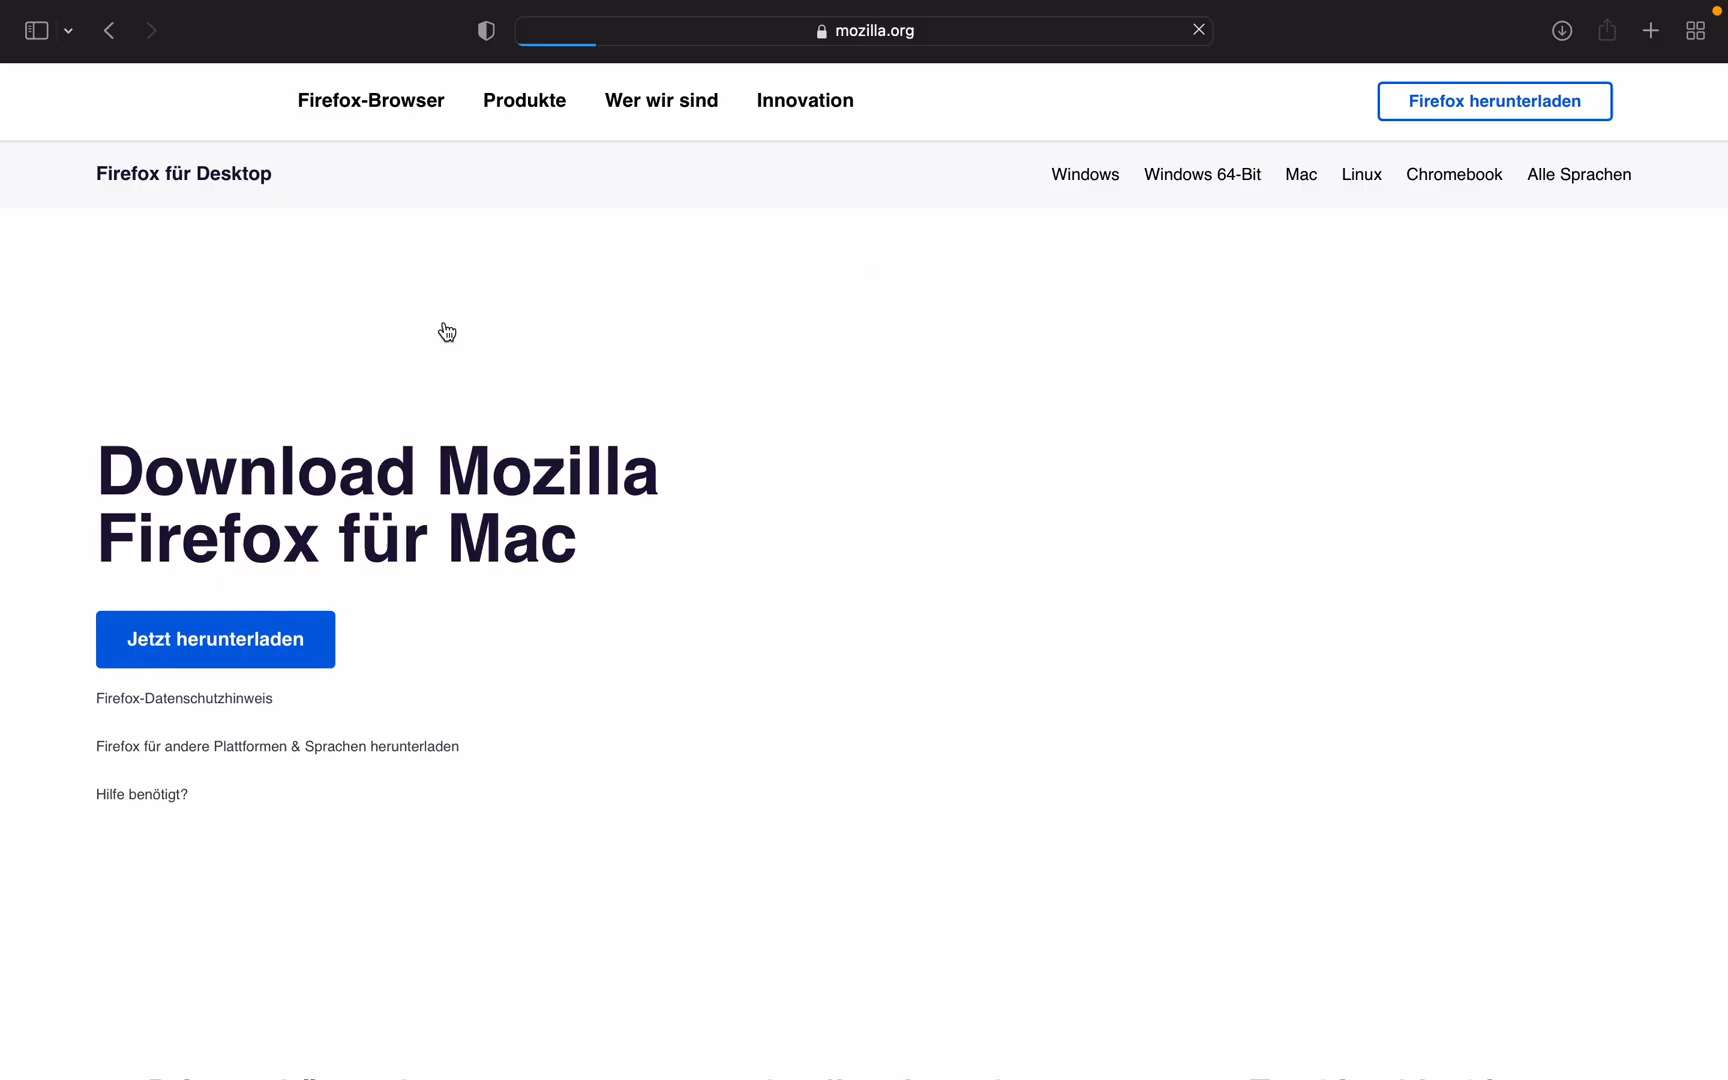 mozilla.org
Firefox-Browser Produkte Wer wir sind Innovation Firefox herunterladen
Firefox für Desktop Windows Windows 64-Bit Mac Linux Chromebook Alle Sprachen
Download Mozilla
Firefox für Mac
Jetzt herunterladen
Firefox-Datenschutzhinweis
Firefox für andere Plattformen & Sprachen herunterladen
Hilfe benötigt?